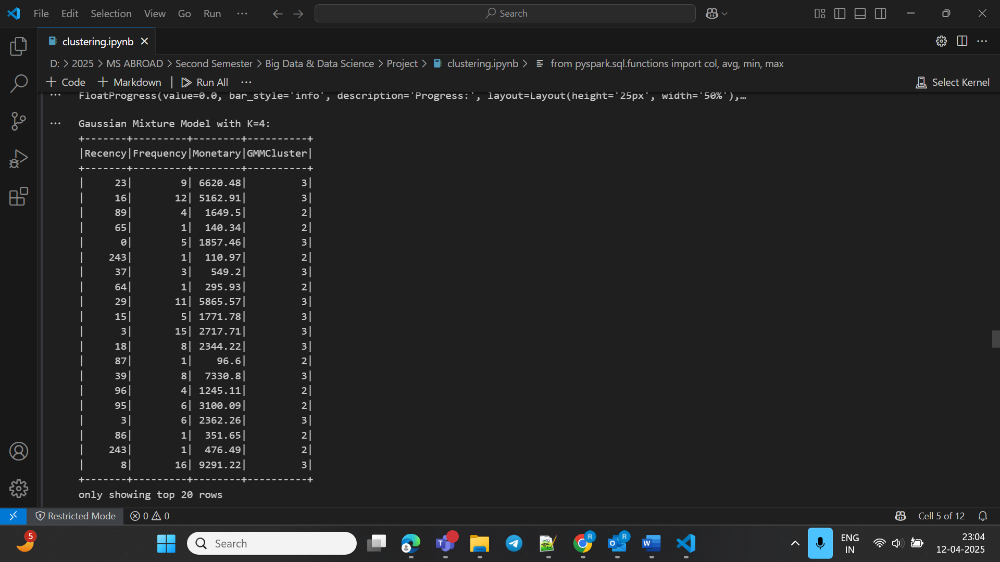 File Edit Selection View Go Run ··· Search
clustering.ipynb
D: > 2025 > MS ABROAD > Second Semester > Big Data & Data Science > Project > clustering.ipynb > from pyspark.sql.functions import col, avg, min, max
+ Code + Markdown | Run All ··· Select Kernel
··· FloatProgress(value=0.0, bar_style='info', description='Progress:', layout=Layout(height='25px', width='50%'),…
··· Gaussian Mixture Model with K=4:
+-------+---------+--------+----------+
|Recency|Frequency|Monetary|GMMCluster|
+-------+---------+--------+----------+
|     23|        9| 6620.48|         3|
|     16|       12| 5162.91|         3|
|     89|        4|  1649.5|         2|
|     65|        1|  140.34|         2|
|      0|        5| 1857.46|         3|
|    243|        1|  110.97|         2|
|     37|        3|   549.2|         3|
|     64|        1|  295.93|         2|
|     29|       11| 5865.57|         3|
|     15|        5| 1771.78|         3|
|      3|       15| 2717.71|         3|
|     18|        8| 2344.22|         3|
|     87|        1|    96.6|         2|
|     39|        8|  7330.8|         3|
|     96|        4| 1245.11|         2|
|     95|        6| 3100.09|         2|
|      3|        6| 2362.26|         3|
|     86|        1|  351.65|         2|
|    243|        1|  476.49|         2|
|      8|       16| 9291.22|         3|
+-------+---------+--------+----------+
only showing top 20 rows
Restricted Mode 0 0 Cell 5 of 12
5 Search T R O R W ENG 23:04
IN 12-04-2025